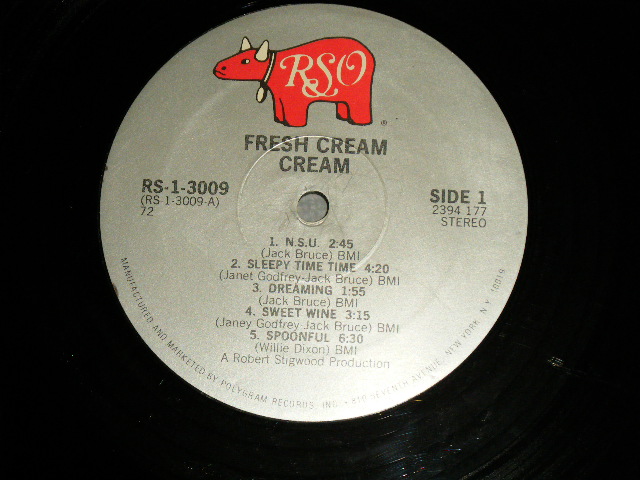 RSO
®
FRESH CREAM
CREAM
RS-1-3009
(RS-1-3009-A)
72
SIDE 1
2394 177
STEREO
1. N.S.U. 2:45
(Jack Bruce) BMI
2. SLEEPY TIME TIME 4:20
(Janet Godfrey-Jack Bruce) BMI
3. DREAMING 1:55
(Jack Bruce) BMI
4. SWEET WINE 3:15
(Janey Godfrey-Jack Bruce) BMI
5. SPOONFUL 6:30
(Willie Dixon) BMI
A Robert Stigwood Production
MANUFACTURED AND MARKETED BY POLYGRAM RECORDS, INC. • 810 SEVENTH AVENUE, NEW YORK, N.Y. 10019